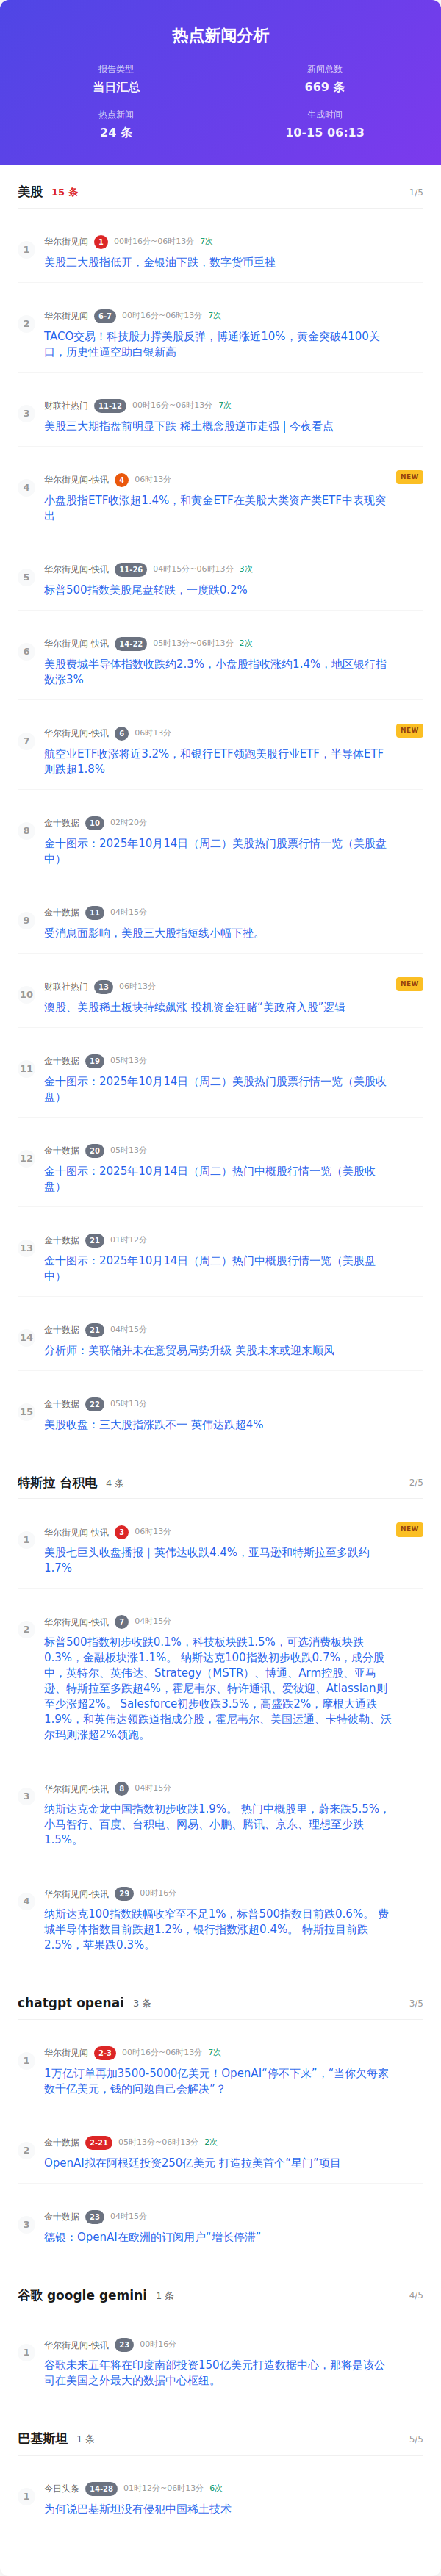 热点新闻分析
报告类型
当日汇总
新闻总数
669 条
热点新闻
24 条
生成时间
10-15 06:13
美股 15 条 1/5
1
华尔街见闻 1 00时16分~06时13分 7次
美股三大股指低开，金银油下跌，数字货币重挫
2
华尔街见闻 6-7 00时16分~06时13分 7次
TACO交易！科技股力撑美股反弹，博通涨近10%，黄金突破4100关
口，历史性逼空助白银新高
3
财联社热门 11-12 00时16分~06时13分 7次
美股三大期指盘前明显下跌 稀土概念股逆市走强 | 今夜看点
4
华尔街见闻-快讯 4 06时13分 NEW
小盘股指ETF收涨超1.4%，和黄金ETF在美股大类资产类ETF中表现突
出
5
华尔街见闻-快讯 11-26 04时15分~06时13分 3次
标普500指数美股尾盘转跌，一度跌0.2%
6
华尔街见闻-快讯 14-22 05时13分~06时13分 2次
美股费城半导体指数收跌约2.3%，小盘股指收涨约1.4%，地区银行指
数涨3%
7
华尔街见闻-快讯 6 06时13分 NEW
航空业ETF收涨将近3.2%，和银行ETF领跑美股行业ETF，半导体ETF
则跌超1.8%
8
金十数据 10 02时20分
金十图示：2025年10月14日（周二）美股热门股票行情一览（美股盘
中）
9
金十数据 11 04时15分
受消息面影响，美股三大股指短线小幅下挫。
10
财联社热门 13 06时13分 NEW
澳股、美股稀土板块持续飙涨 投机资金狂赌“美政府入股”逻辑
11
金十数据 19 05时13分
金十图示：2025年10月14日（周二）美股热门股票行情一览（美股收
盘）
12
金十数据 20 05时13分
金十图示：2025年10月14日（周二）热门中概股行情一览（美股收
盘）
13
金十数据 21 01时12分
金十图示：2025年10月14日（周二）热门中概股行情一览（美股盘
中）
14
金十数据 21 04时15分
分析师：美联储并未在意贸易局势升级 美股未来或迎来顺风
15
金十数据 22 05时13分
美股收盘：三大股指涨跌不一 英伟达跌超4%
特斯拉 台积电 4 条 2/5
1
华尔街见闻-快讯 3 06时13分 NEW
美股七巨头收盘播报｜英伟达收跌4.4%，亚马逊和特斯拉至多跌约
1.7%
2
华尔街见闻-快讯 7 04时15分
标普500指数初步收跌0.1%，科技板块跌1.5%，可选消费板块跌
0.3%，金融板块涨1.1%。 纳斯达克100指数初步收跌0.7%，成分股
中，英特尔、英伟达、Strategy（MSTR）、博通、Arm控股、亚马
逊、特斯拉至多跌超4%，霍尼韦尔、特许通讯、爱彼迎、Atlassian则
至少涨超2%。 Salesforce初步收跌3.5%，高盛跌2%，摩根大通跌
1.9%，和英伟达领跌道指成分股，霍尼韦尔、美国运通、卡特彼勒、沃
尔玛则涨超2%领跑。
3
华尔街见闻-快讯 8 04时15分
纳斯达克金龙中国指数初步收跌1.9%。 热门中概股里，蔚来跌5.5%，
小马智行、百度、台积电、网易、小鹏、腾讯、京东、理想至少跌
1.5%。
4
华尔街见闻-快讯 29 00时16分
纳斯达克100指数跌幅收窄至不足1%，标普500指数目前跌0.6%。 费
城半导体指数目前跌超1.2%，银行指数涨超0.4%。 特斯拉目前跌
2.5%，苹果跌0.3%。
chatgpt openai 3 条 3/5
1
华尔街见闻 2-3 00时16分~06时13分 7次
1万亿订单再加3500-5000亿美元！OpenAI“停不下来”，“当你欠每家
数千亿美元，钱的问题自己会解决”？
2
金十数据 2-21 05时13分~06时13分 2次
OpenAI拟在阿根廷投资250亿美元 打造拉美首个“星门”项目
3
金十数据 23 04时15分
德银：OpenAI在欧洲的订阅用户“增长停滞”
谷歌 google gemini 1 条 4/5
1
华尔街见闻-快讯 23 00时16分
谷歌未来五年将在印度南部投资150亿美元打造数据中心，那将是该公
司在美国之外最大的数据中心枢纽。
巴基斯坦 1 条 5/5
1
今日头条 14-28 01时12分~06时13分 6次
为何说巴基斯坦没有侵犯中国稀土技术